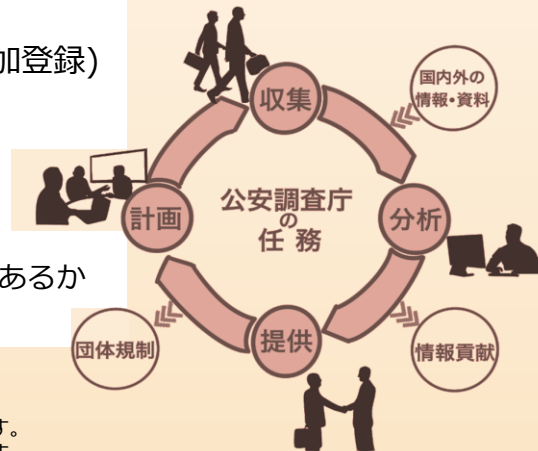 加登録)
収集
国内外の
情報・資料
計画
公安調査庁
の
任務
分析
あるか
団体規制
提供
情報貢献
す。